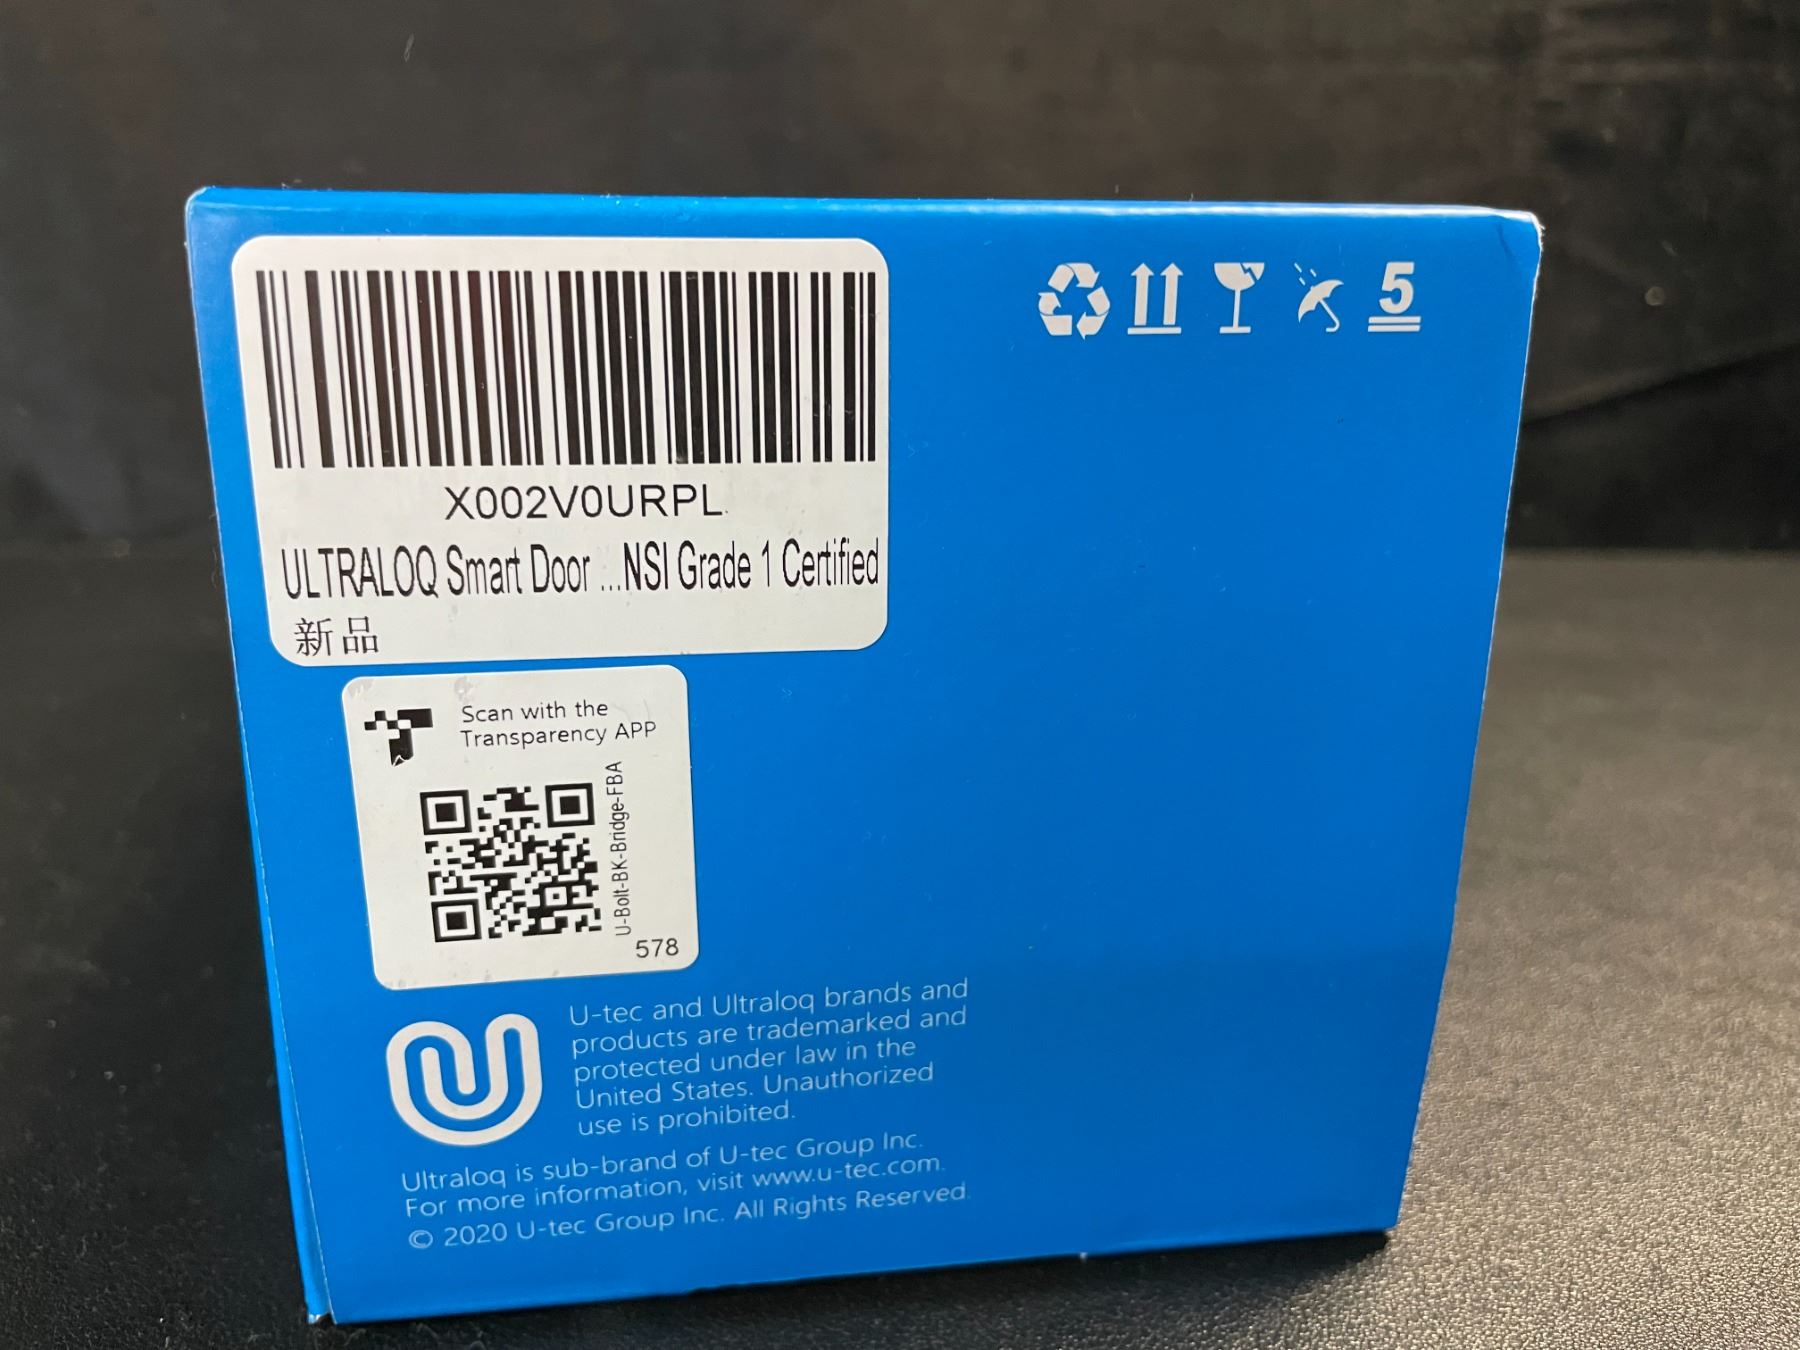 X002V0URPL
ULTRALOQ Smart Door ...NSI Grade 1 Certified
新品
5
Scan with the
Transparency APP
U-Bolt-BK-Bridge-FBA
578
U-tec and Ultraloq brands and
products are trademarked and
protected under law in the
United States. Unauthorized
use is prohibited.
Ultraloq is sub-brand of U-tec Group Inc.
For more information, visit www.u-tec.com.
© 2020 U-tec Group Inc. All Rights Reserved.